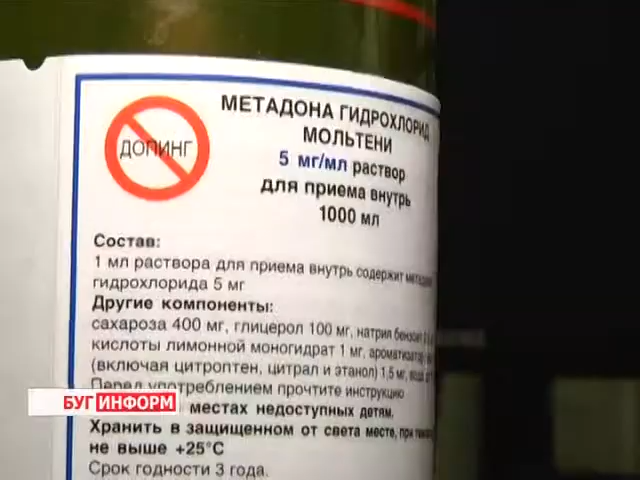 ДОПИНГ
МЕТАДОНА ГИДРОХЛОРИД
МОЛЬТЕНИ
5 мг/мл раствор
для приема внутрь
1000 мл
Состав:
1 мл раствора для приема внутрь содержит
гидрохлорида 5 мг
Другие компоненты:
сахароза 400 мг, глицерол 100 мг, натрия
кислоты лимонной моногидрат 1 мг,
(включая цитроптен, цитрал и этанол) 1,5 мг,
Перед употреблением прочтите инструкцию
местах недоступных детям.
Хранить в защищенном от света месте, при
не выше +25°С
Срок годности 3 года.
БУГ ИНФОРМ